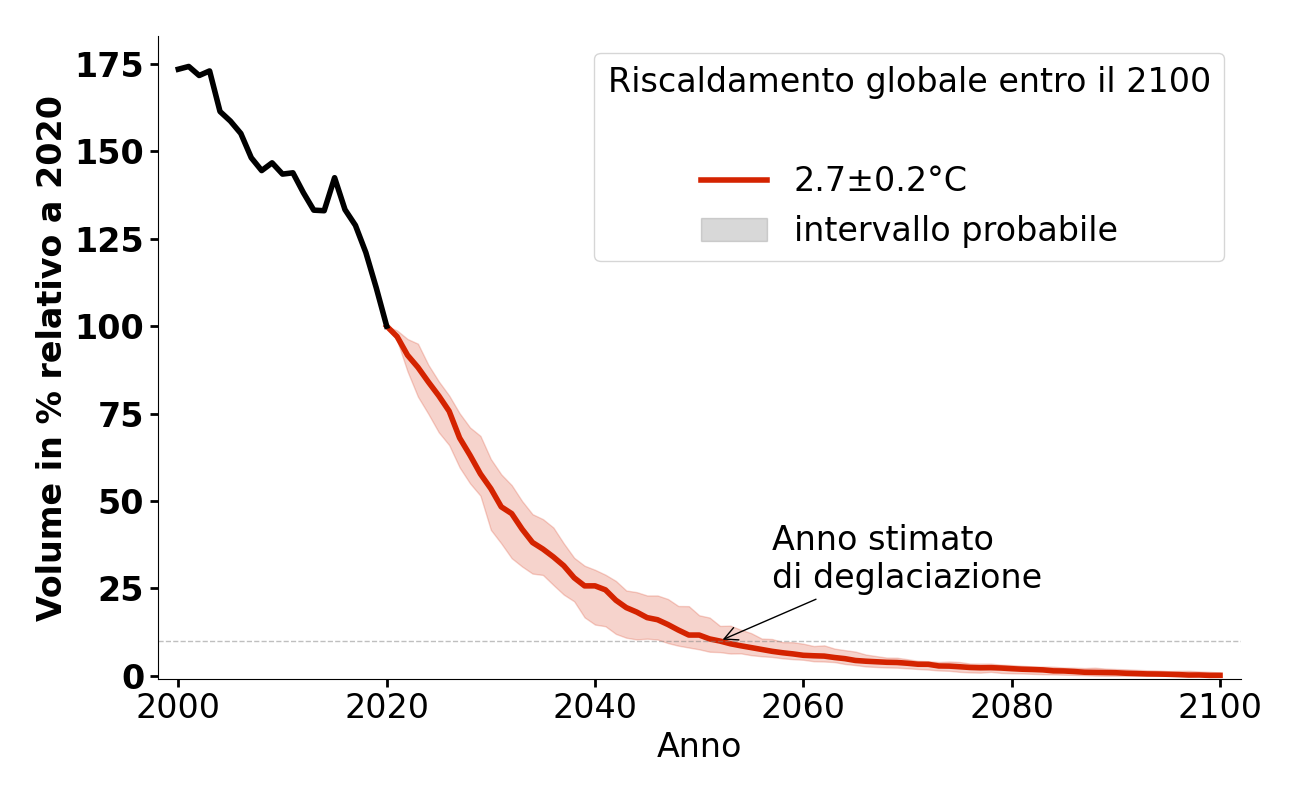 Volume in % relativo a 2020
175
150
125
100
75
50
25
0
Riscaldamento globale entro il 2100
2.7±0.2°C
intervallo probabile
Anno stimato
di deglaciazione
2000 2020 2040 2060 2080 2100
Anno